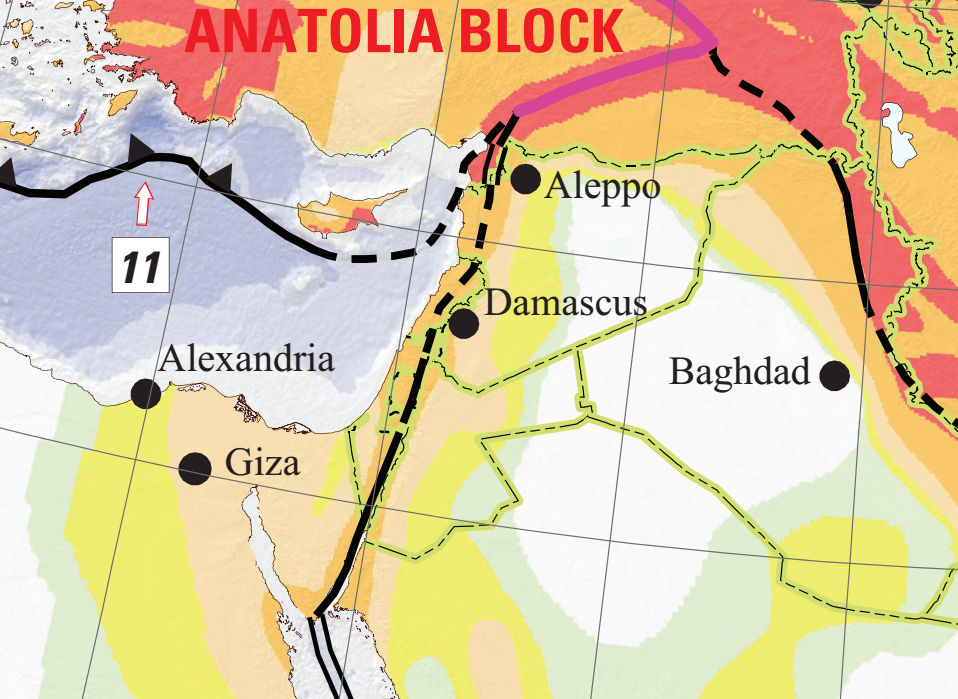 ANATOLIA BLOCK
Aleppo
11
Damascus
Alexandria
Baghdad
Giza